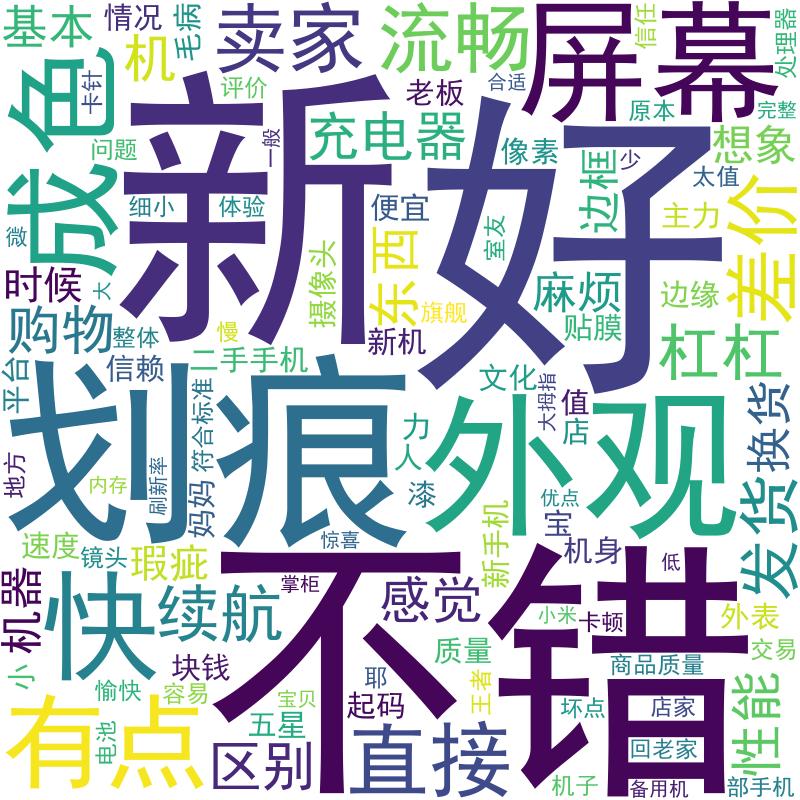 基本
情况
毛病
卖家
流畅
屏幕
信任
处理器
机
卡针
评价
老板
合适
原本
完整
成色
新
好
问题
一般
充电器
像素
少
想象
边框
太值
细小
体验
便宜
室友
主力
差价
微
大
时候
摄像头
东西
旗舰
麻烦
边缘
购物
整体
慢
新机
贴膜
杠杠
平台
信赖
二手手机
文化
大拇指
值
店
换货
划痕
外观
符合标准
力
人
地方
内存
刷新率
妈妈
漆
优点
宝
发货
速度
镜头
瑕疵
惊喜
新手机
机身
低
机器
快
续航
不错
掌柜
感觉
小米
卡顿
外表
小
块钱
耶
质量
王者
商品质量
交易
愉快
容易
宝贝
起码
坏点
店家
性能
有点
电池
五星
区别
直接
回老家
机子
备用机
部手机